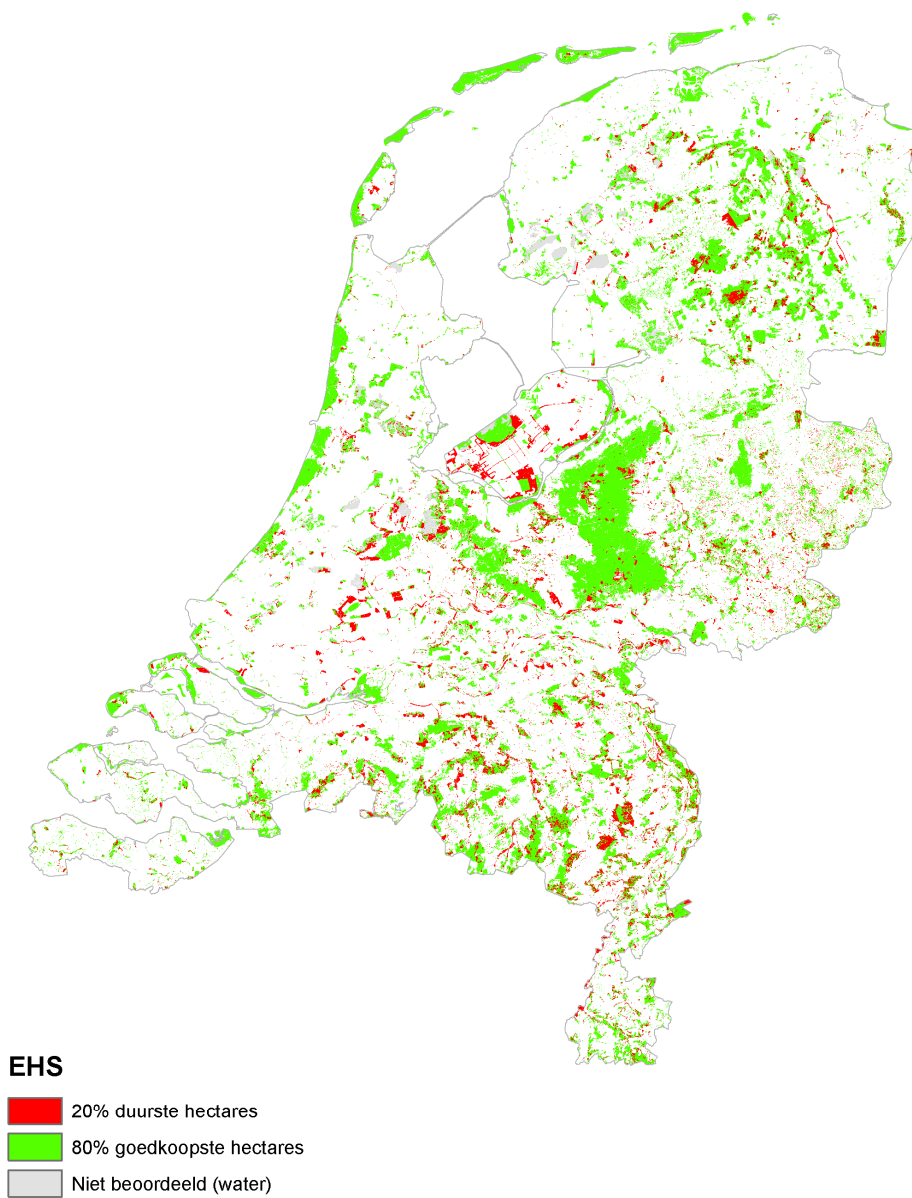 EHS
20% duurste hectares
80% goedkoopste hectares
Niet beoordeeld (water)